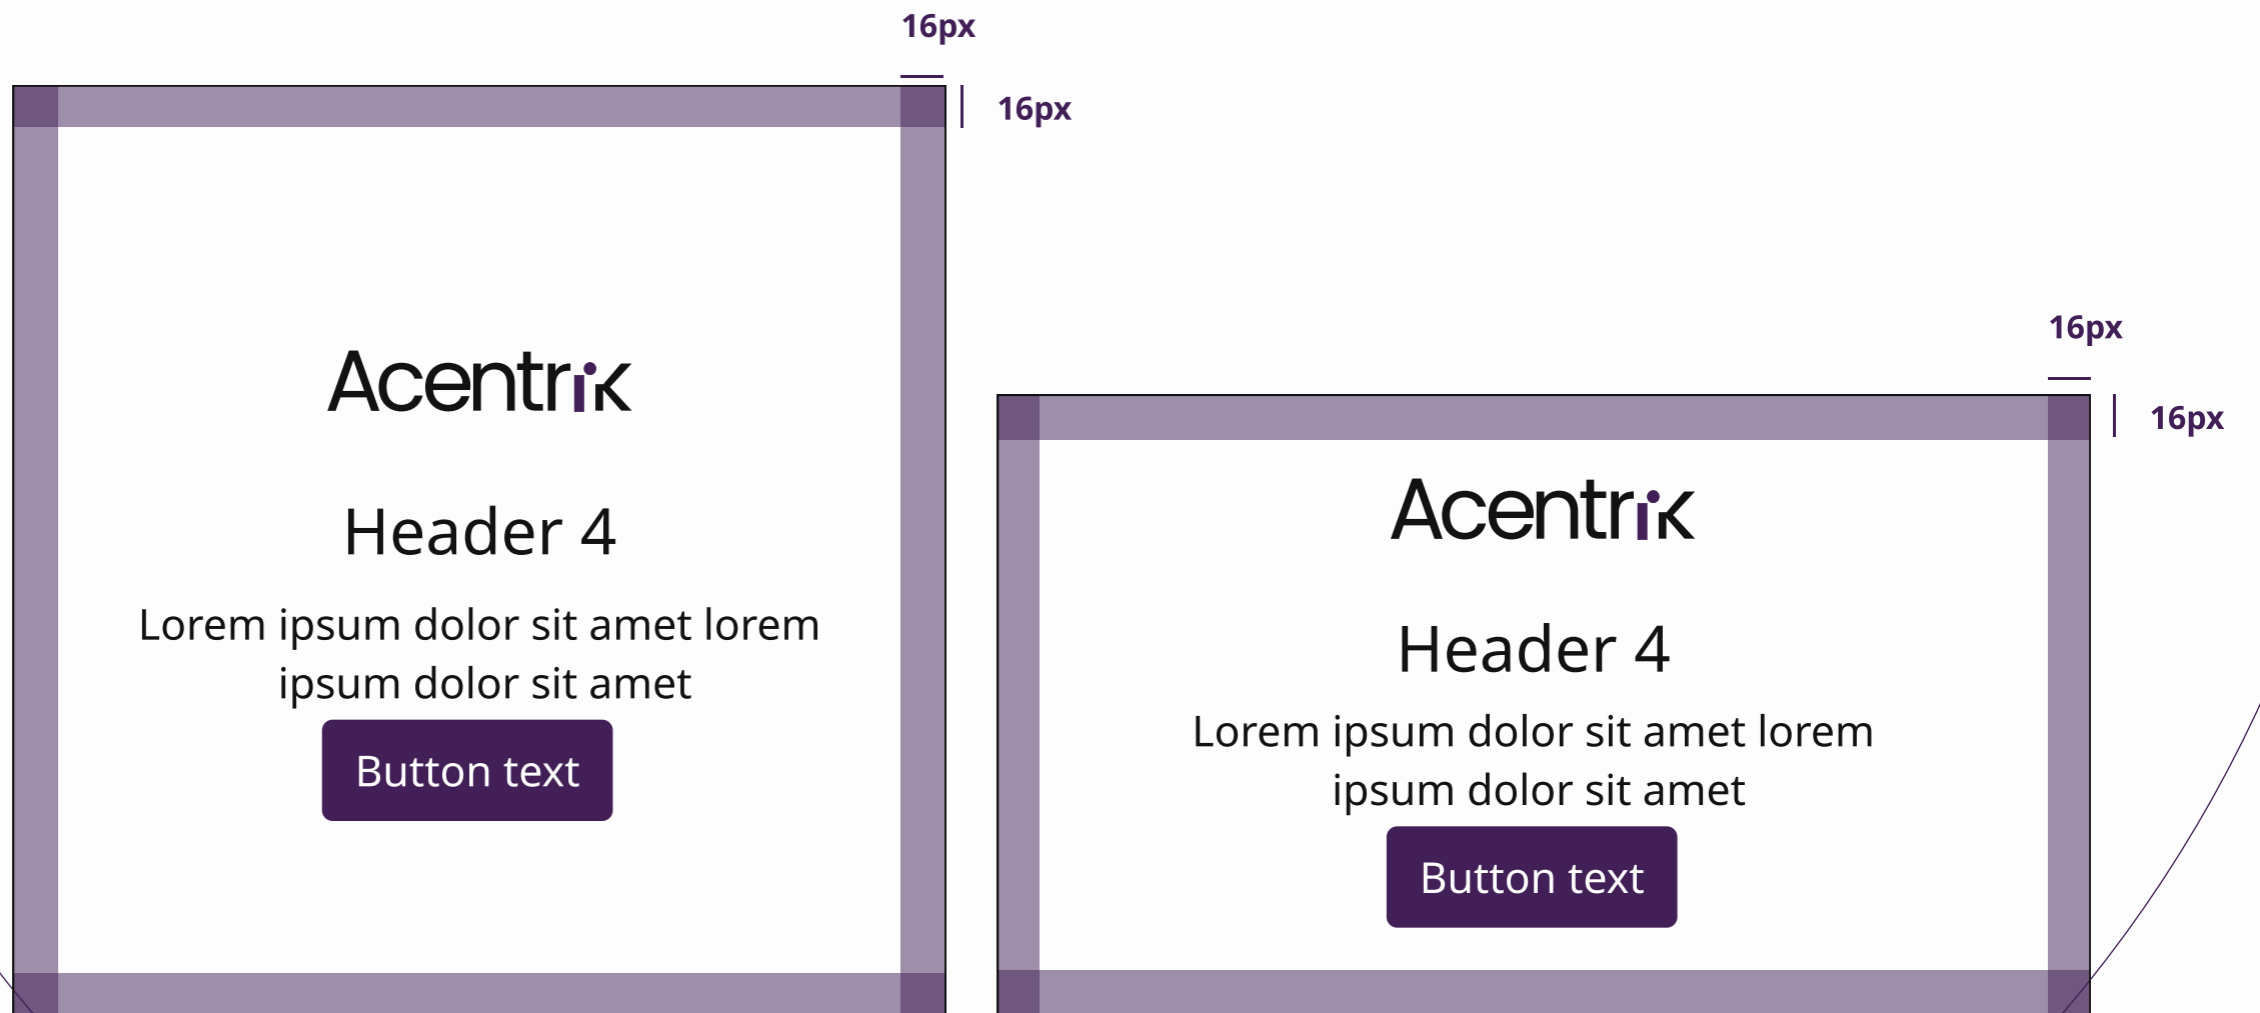 16px
16px
Acentrik
Header 4
Lorem ipsum dolor sit amet lorem
ipsum dolor sit amet
Button text
16px
16px
Acentrik
Header 4
Lorem ipsum dolor sit amet lorem
ipsum dolor sit amet
Button text